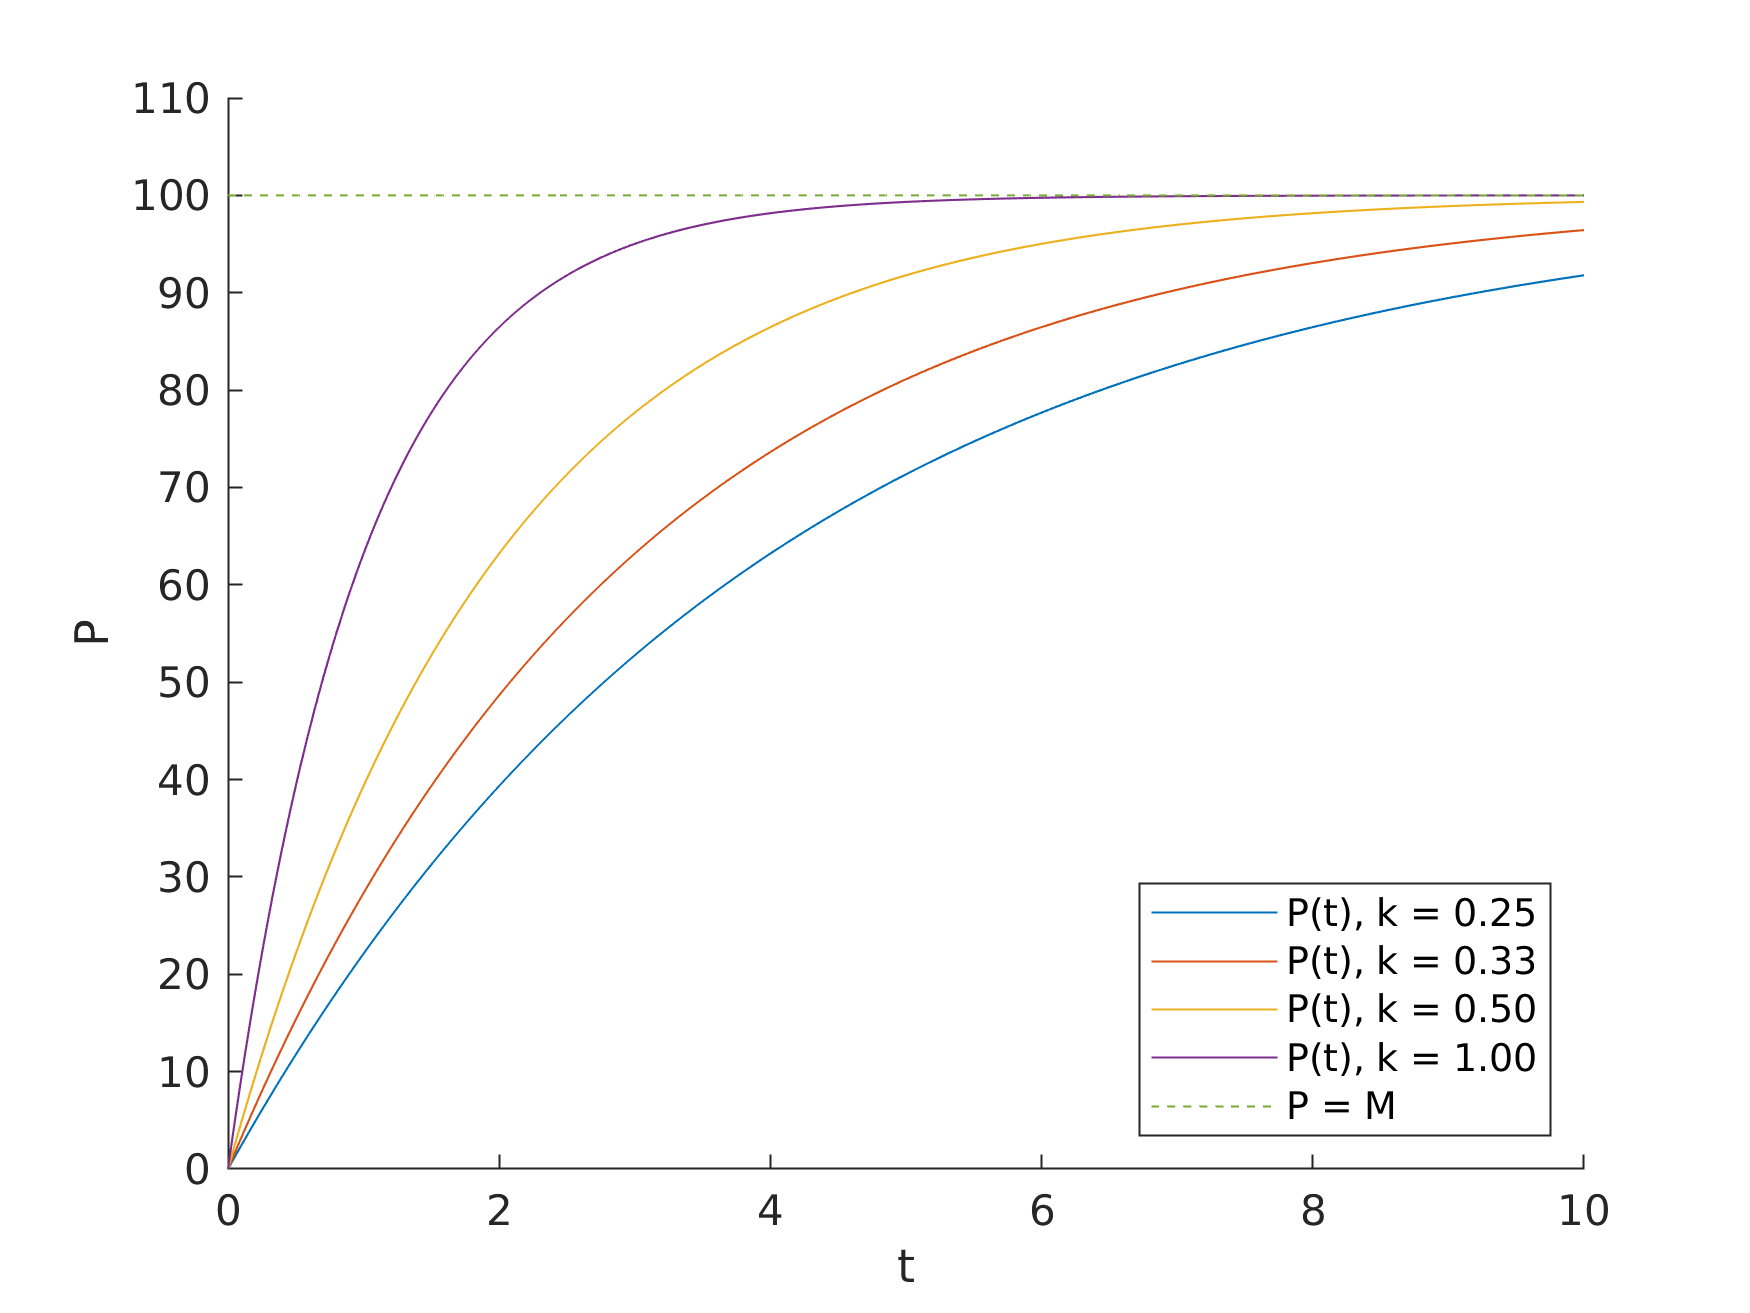 110
100
90
80
70
60
50
40
30
20
10
0
P
0 2 4 6 8 10
t
P(t), k = 0.25
P(t), k = 0.33
P(t), k = 0.50
P(t), k = 1.00
P = M